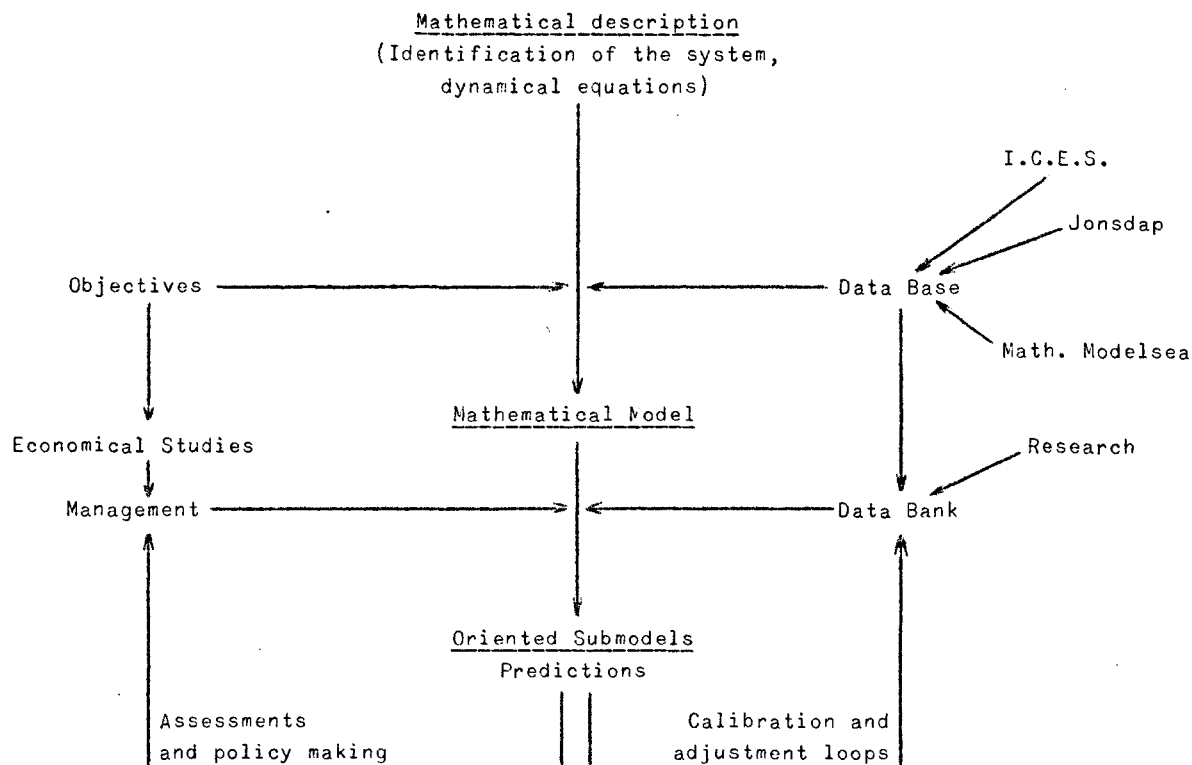 Mathematical description
(Identification of the system,
dynamical equations)
I.C.E.S.
Jonsdap
Objectives
Data Base
Math. Modelsea
Mathematical Model
Economical Studies
Research
Management
Data Bank
Oriented Submodels
Predictions
Assessments
and policy making
Calibration and
adjustment loops